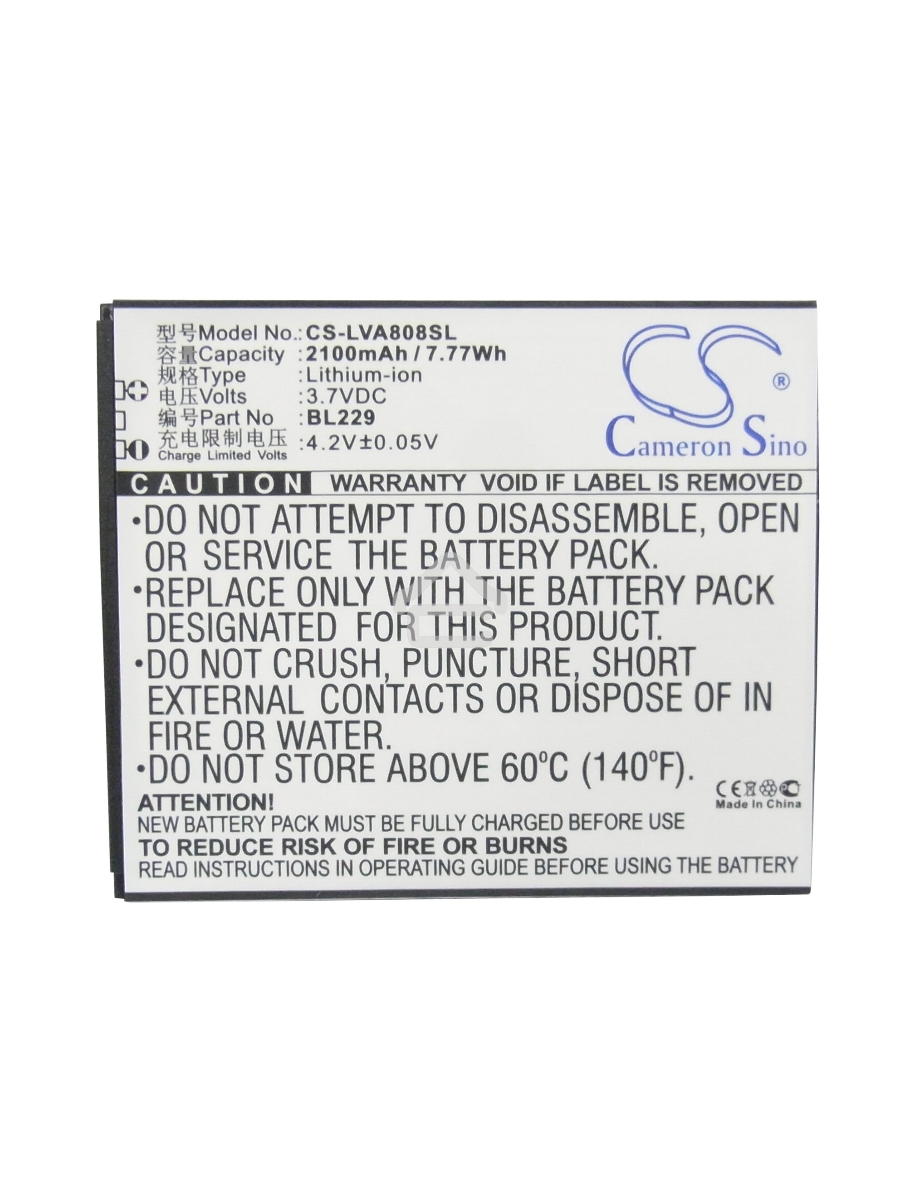 型号Model No.:CS-LVA808SL
容量Capacity :2100mAh / 7.77Wh
规格Type :Lithium-ion
电压Volts :3.7VDC
编号Part No :BL229
充电限制电压 :4.2V±0.05V
Charge Limited Volts
CS ®
Cameron Sino
CAUTION WARRANTY VOID IF LABEL IS REMOVED
•DO NOT ATTEMPT TO DISASSEMBLE, OPEN
OR SERVICE THE BATTERY PACK.
•REPLACE ONLY WITH THE BATTERY PACK
DESIGNATED FOR THIS PRODUCT.
•DO NOT CRUSH, PUNCTURE, SHORT
EXTERNAL CONTACTS OR DISPOSE OF IN
FIRE OR WATER.
•DO NOT STORE ABOVE 60⁰C (140⁰F).
CE
Made In China
ATTENTION!
NEW BATTERY PACK MUST BE FULLY CHARGED BEFORE USE
TO REDUCE RISK OF FIRE OR BURNS
READ INSTRUCTIONS IN OPERATING GUIDE BEFORE USING THE BATTERY